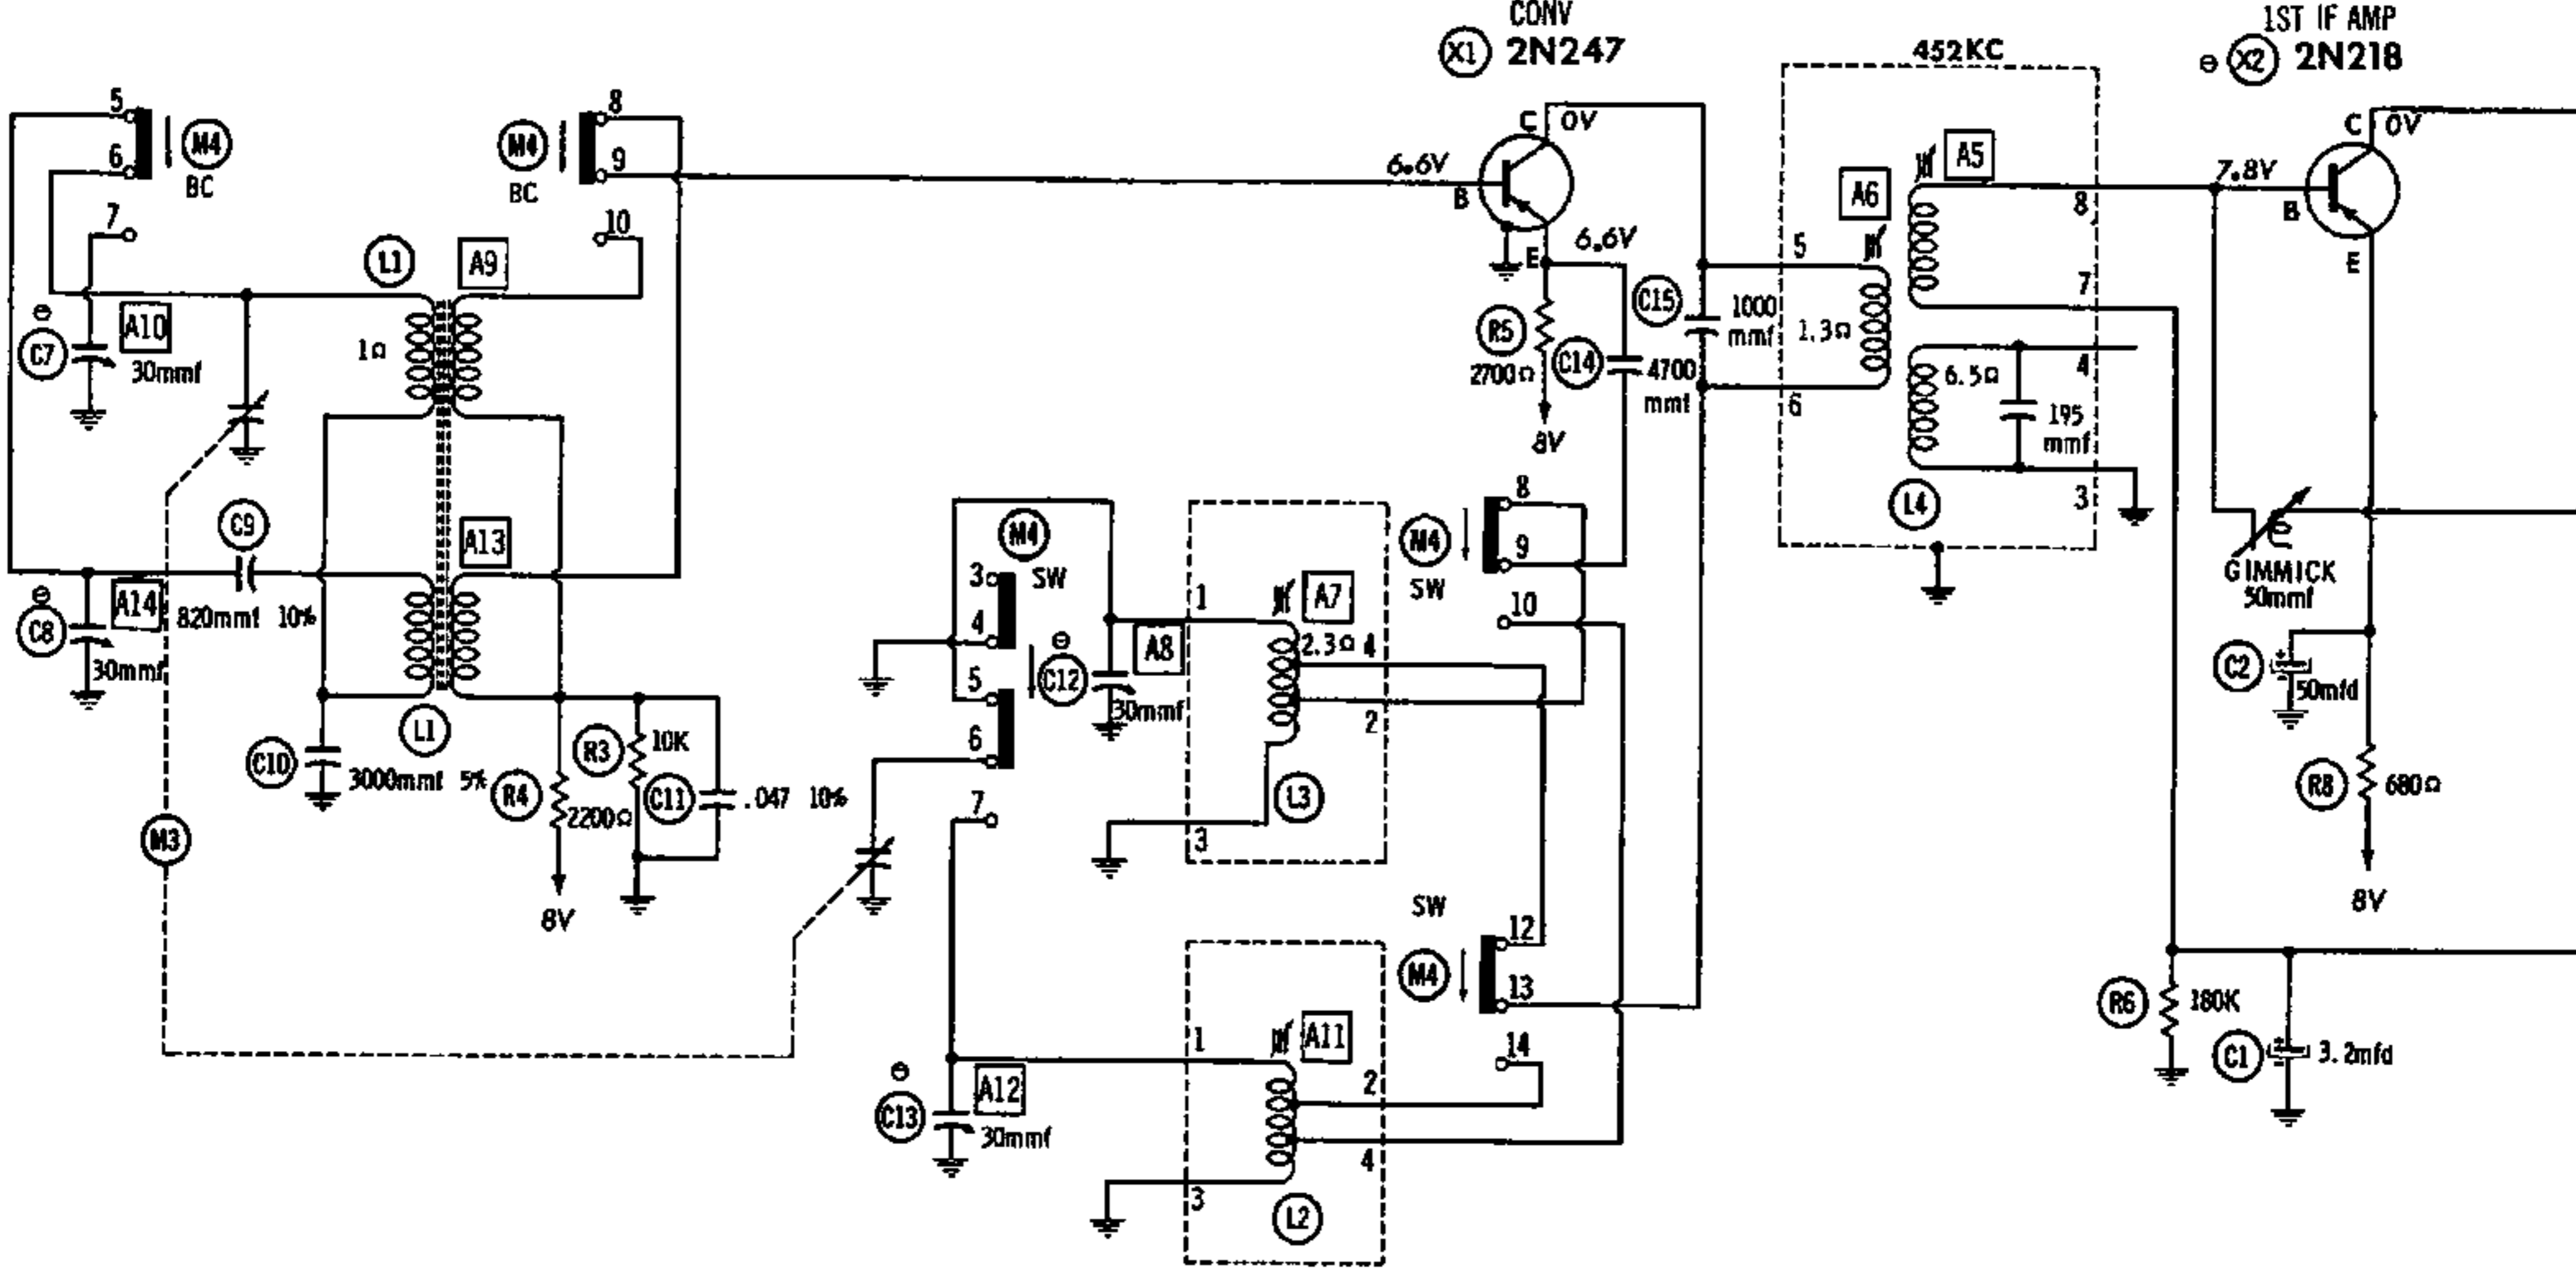 CONV
X1 2N247
1ST IF AMP
X2 2N218
452KC
5
6
M4
BC
7
8
9
M4
BC
10
C
0V
6.6V
B
6.6V
E
A5
A6
8
7
5
6
C
0V
7.8V
B
E
L1
A9
A10
C7
30mmf
1Ω
R5
2700Ω
8V
C14
4700
mmf
C15
1000
mmf
1.3Ω
6.5Ω
4
195
mmf
3
L4
GIMMICK
50mmf
C9
A13
A14
820mmf 10%
C8
30mmf
L1
C10
3000mmf 5%
R4
2200Ω
8V
R3
10K
C11
.047 10%
M3
M4
SW
3
4
5
6
7
C12
30mmf
A8
1
A7
2.3Ω
4
2
3
L3
8
9
10
M4
SW
SW
12
M4
13
14
C2
50mfd
R8
680Ω
8V
R6
180K
C1
3.2mfd
1
A11
2
4
3
L2
A12
C13
30mmf